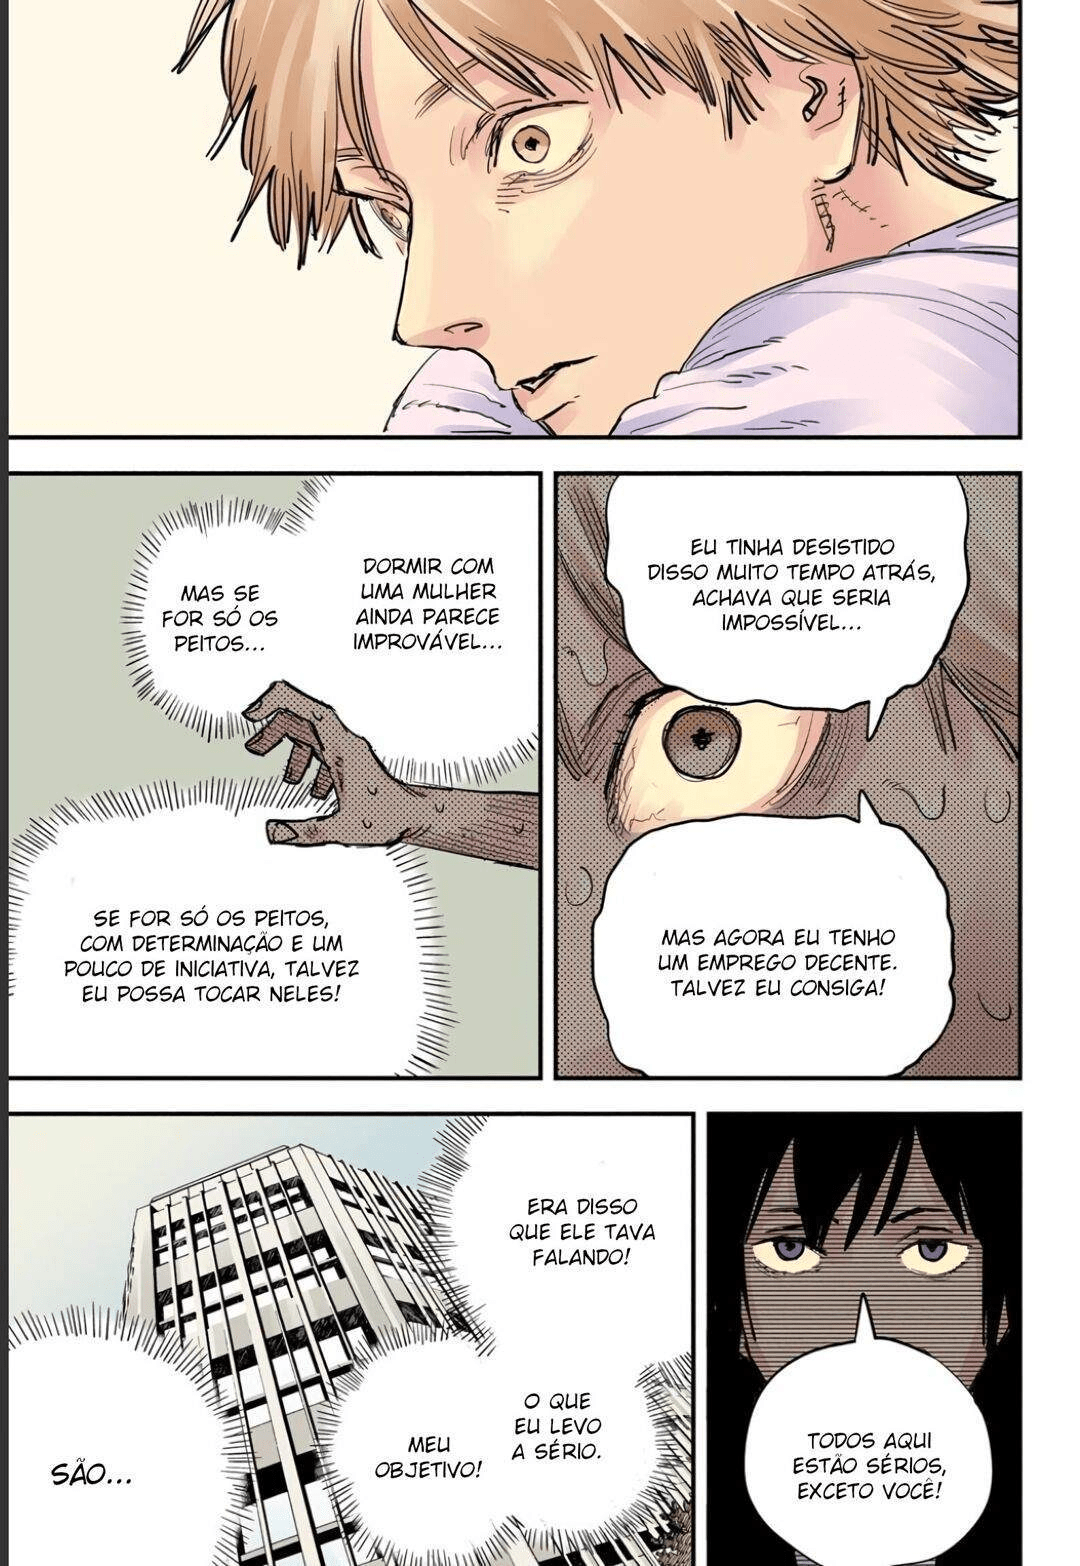 EU TINHA DESISTIDO
DISSO MUITO TEMPO ATRÁS,
ACHAVA QUE SERIA
IMPOSSÍVEL...
MAS AGORA EU TENHO
UM EMPREGO DECENTE.
TALVEZ EU CONSIGA!
DORMIR COM
UMA MULHER
AINDA PARECE
IMPROVÁVEL...
MAS SE
FOR SÓ OS
PEITOS...
SE FOR SÓ OS PEITOS,
COM DETERMINAÇÃO E UM
POUCO DE INICIATIVA, TALVEZ
EU POSSA TOCAR NELES!
TODOS AQUI
ESTÃO SÉRIOS,
EXCETO VOCÊ!
ERA DISSO
QUE ELE TAVA
FALANDO!
O QUE
EU LEVO
A SÉRIO.
MEU
OBJETIVO!
SÃO...